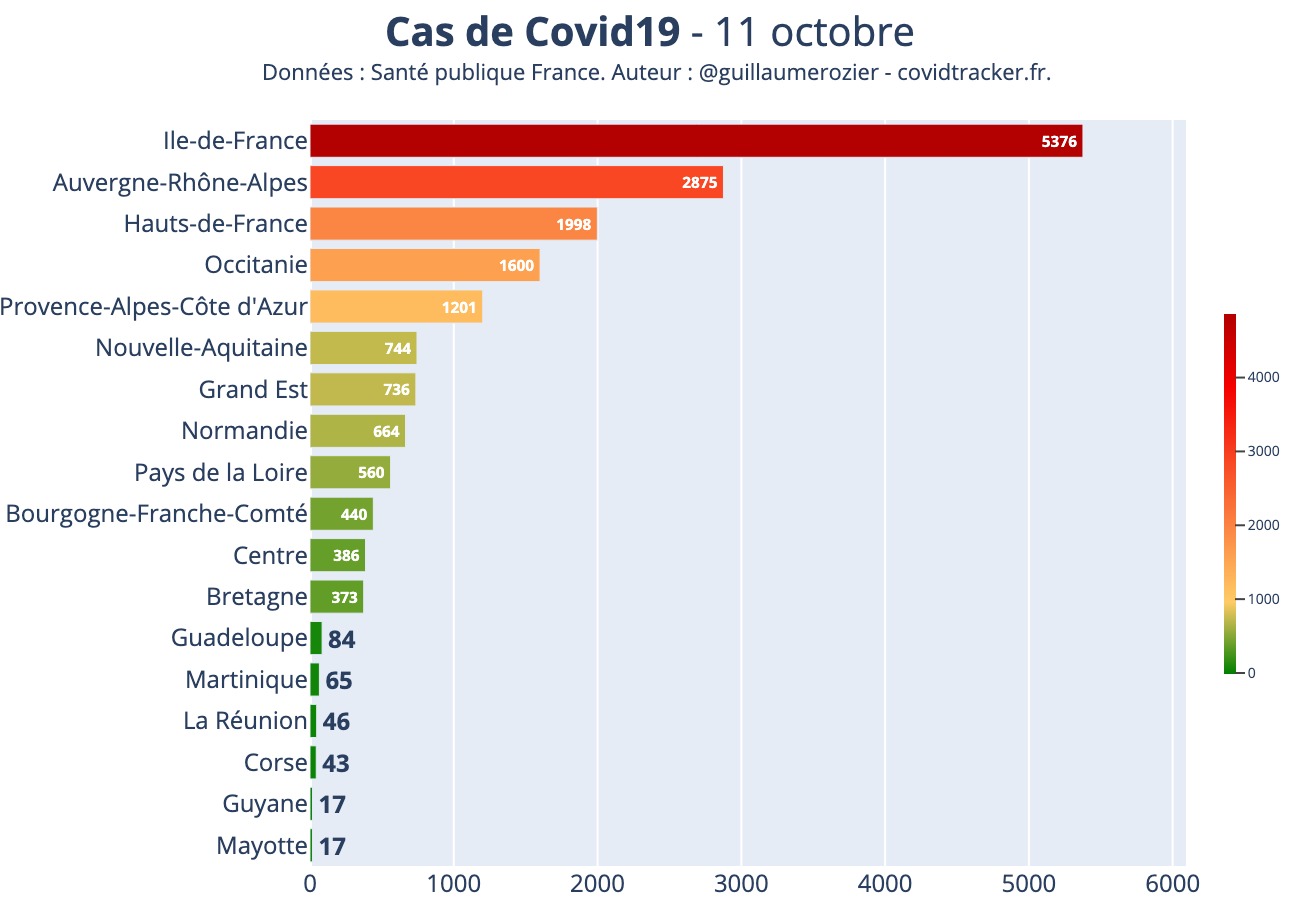 Cas de Covid19 - 11 octobre
Données : Santé publique France. Auteur : @guillaumerozier - covidtracker.fr.
Ile-de-France 5376
Auvergne-Rhône-Alpes 2875
Hauts-de-France 1998
Occitanie 1600
Provence-Alpes-Côte d'Azur 1201
Nouvelle-Aquitaine 744
Grand Est 736
Normandie 664
Pays de la Loire 560
Bourgogne-Franche-Comté 440
Centre 386
Bretagne 373
Guadeloupe 84
Martinique 65
La Réunion 46
Corse 43
Guyane 17
Mayotte 17
0 1000 2000 3000 4000 5000 6000
4000
3000
2000
1000
0